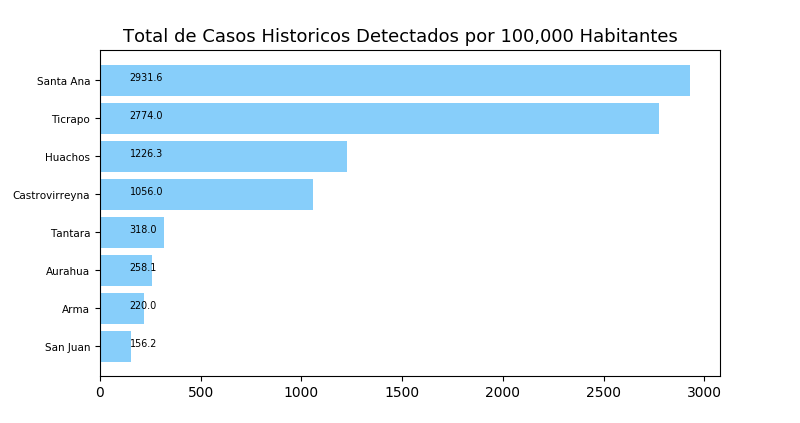 Total de Casos Historicos Detectados por 100,000 Habitantes
Santa Ana 2931.6
Ticrapo 2774.0
Huachos 1226.3
Castrovirreyna 1056.0
Tantara 318.0
Aurahua 258.1
Arma 220.0
San Juan 156.2
0 500 1000 1500 2000 2500 3000